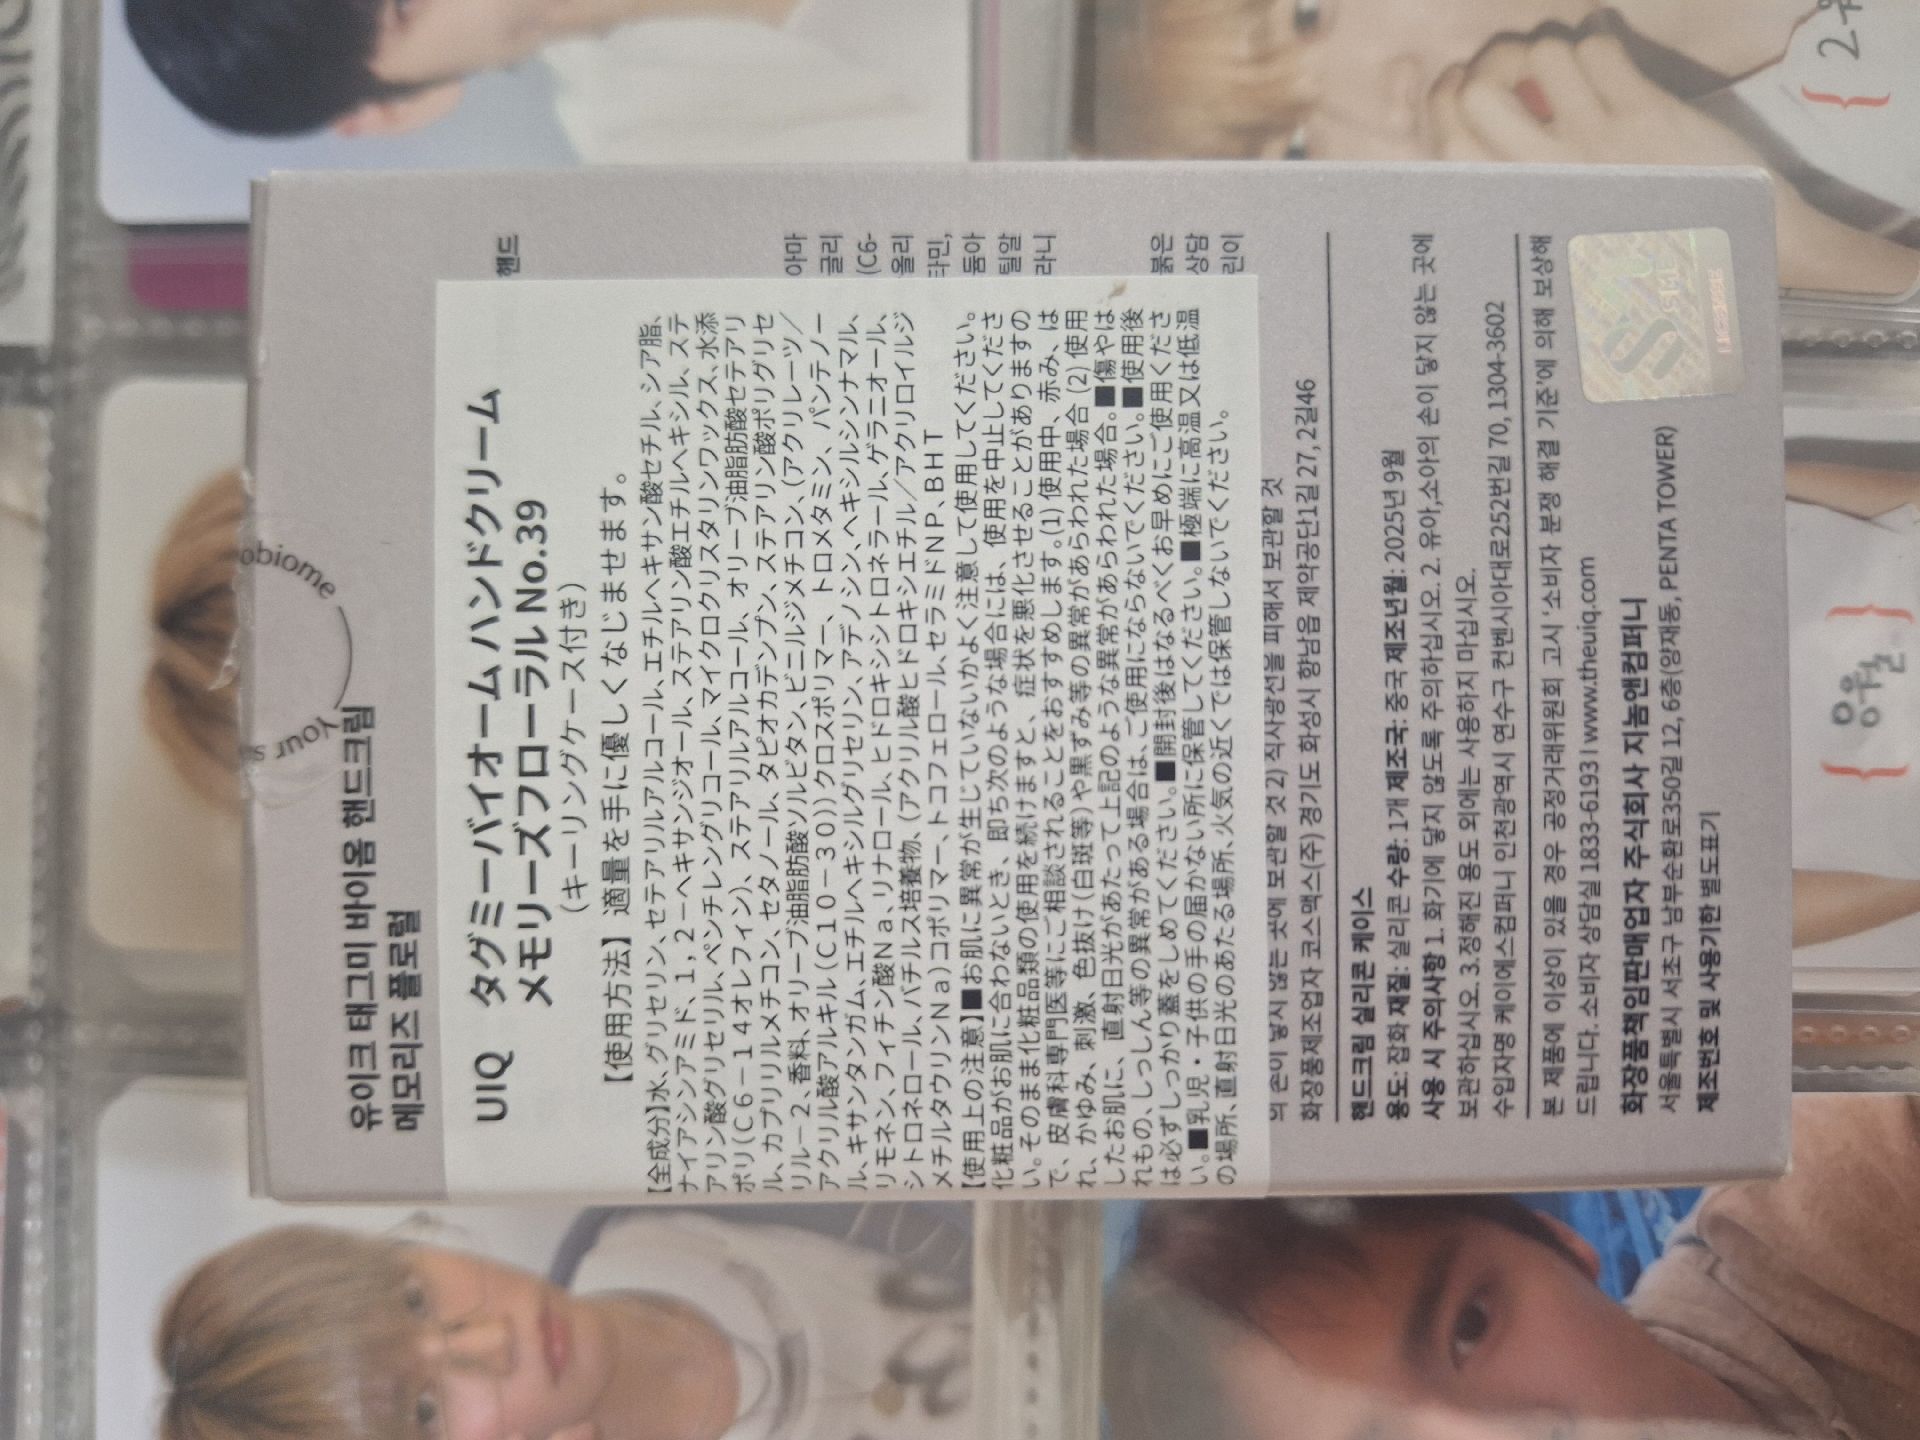 obiome
Your s
유이크 태그미 바이옴 핸드크림
메모리즈 플로럴
핸드
UIQ タグミーバイオーム ハンドクリーム
メモリーズフローラル No.39
(キーリングケース付き)
【使用方法】適量を手に優しくなじませます。
【全成分】水、グリセリン、セテアリルアルコール、エチルヘキサン酸セチル、シア脂、
ナイアシンアミド、1,2-ヘキサンジオール、ステアリン酸エチルヘキシル、ステ
アリン酸グリセリル、ペンチレングリコール、マイクロクリスタリンワックス、水添
ポリ(C6-14オレフィン)、ステアリルアルコール、オリーブ油脂肪酸セテアリ
ル、カプリリルメチコン、セタノール、タピオカデンプン、ステアリン酸ポリグリセ
リル-2、香料、オリーブ油脂肪酸ソルビタン、ビニルジメチコン、(アクリレーツ/
アクリル酸アルキル(C10-30))クロスポリマー、トロメタミン、パンテノー
ル、キサンタンガム、エチルヘキシルグリセリン、アデノシン、ヘキシルシンナマル、
リモネン、フィチン酸Na、リナロール、ヒドロキシシトロネラール、ゲラニオール、
シトロネロール、バチルス培養物、(アクリル酸ヒドロキシエチル/アクリロイルジ
メチルタウリンNa)コポリマー、トコフェロール、セラミドNP、BHT
【使用上の注意】■お肌に異常が生じていないかよく注意して使用してください。
化粧品がお肌に合わないとき、即ち次のような場合には、使用を中止してくださ
い。そのまま化粧品類の使用を続けますと、症状を悪化させることがありますの
で、皮膚科専門医等にご相談されることをおすすめします。(1) 使用中、赤み、は
れ、かゆみ、刺激、色抜け(白斑等)や黒ずみ等の異常があらわれた場合 (2) 使用
したお肌に、直射日光があたって上記のような異常があらわれた場合。■傷やは
れもの、しっしん等の異常がある場合は、ご使用にならないでください。■使用後
は必ずしっかり蓋をしめてください。■開封後はなるべくお早めにご使用くださ
い。■乳児・子供の手の届かない所に保管してください。■極端に高温又は低温
の場所、直射日光のあたる場所、火気の近くでは保管しないでください。
아마
글리
(C6-
올리
타민,
둠아
틸알
라니
붉은
상담
린이
의 손이 닿지 않는 곳에 보관할 것 2) 직사광선을 피해서 보관할 것
화장품제조업자 코스맥스(주) 경기도 화성시 향남읍 제약공단1길 27, 2길46
핸드크림 실리콘 케이스
용도: 잡화 재질: 실리콘 수량: 1개 제조국: 중국 제조년월: 2025년 9월
사용 시 주의사항 1. 화기에 닿지 않도록 주의하십시오. 2. 유아,소아의 손이 닿지 않는 곳에
보관하십시오. 3.정해진 용도 외에는 사용하지 마십시오.
수입자명 케이에스컴퍼니 인천광역시 연수구 컨벤시아대로252번길 70, 1304-3602
본 제품에 이상이 있을 경우 공정거래위원회 고시 '소비자 분쟁 해결 기준'에 의해 보상해
드립니다. 소비자 상담실 1833-6193 I www.theuiq.com
화장품책임판매업자 주식회사 지놈앤컴퍼니
서울특별시 서초구 남부순환로350길 12, 6층(양재동, PENTA TOWER)
제조번호 및 사용기한 별도표기